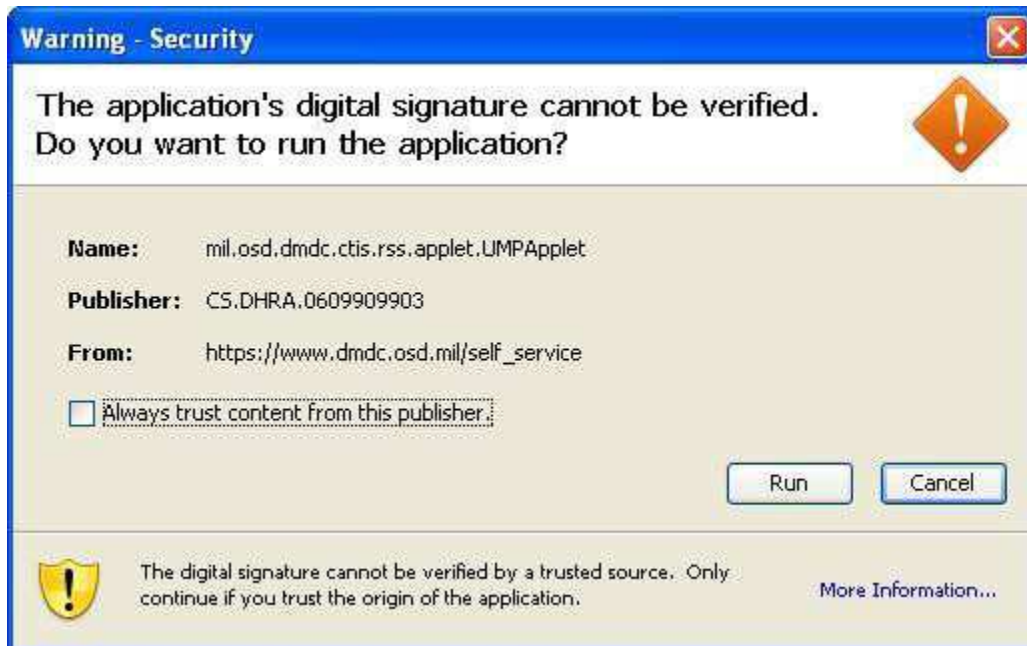 Warning - Security
The application's digital signature cannot be verified.
Do you want to run the application?
Name: mil.osd.dmdc.ctis.rss.applet.UMPApplet
Publisher: CS.DHRA.0609909903
From: https://www.dmdc.osd.mil/self_service
Always trust content from this publisher.
Run Cancel
The digital signature cannot be verified by a trusted source. Only
continue if you trust the origin of the application.
More Information...